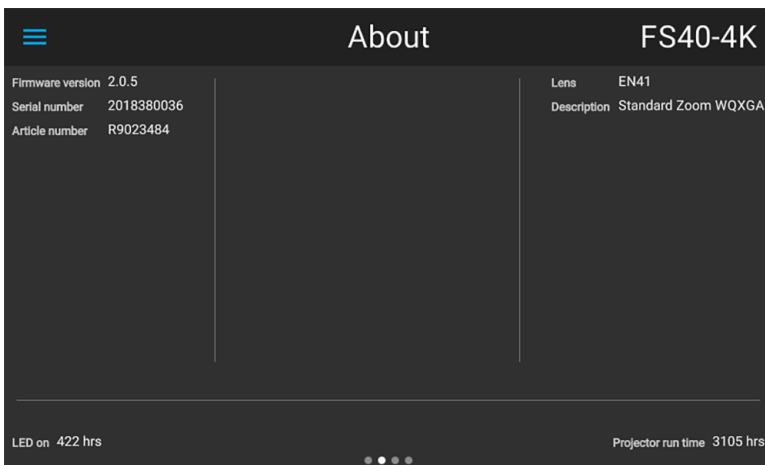 About
FS40-4K
Firmware version 2.0.5
Serial number 2018380036
Article number R9023484
Lens EN41
Description Standard Zoom WQXGA
LED on 422 hrs
Projector run time 3105 hrs